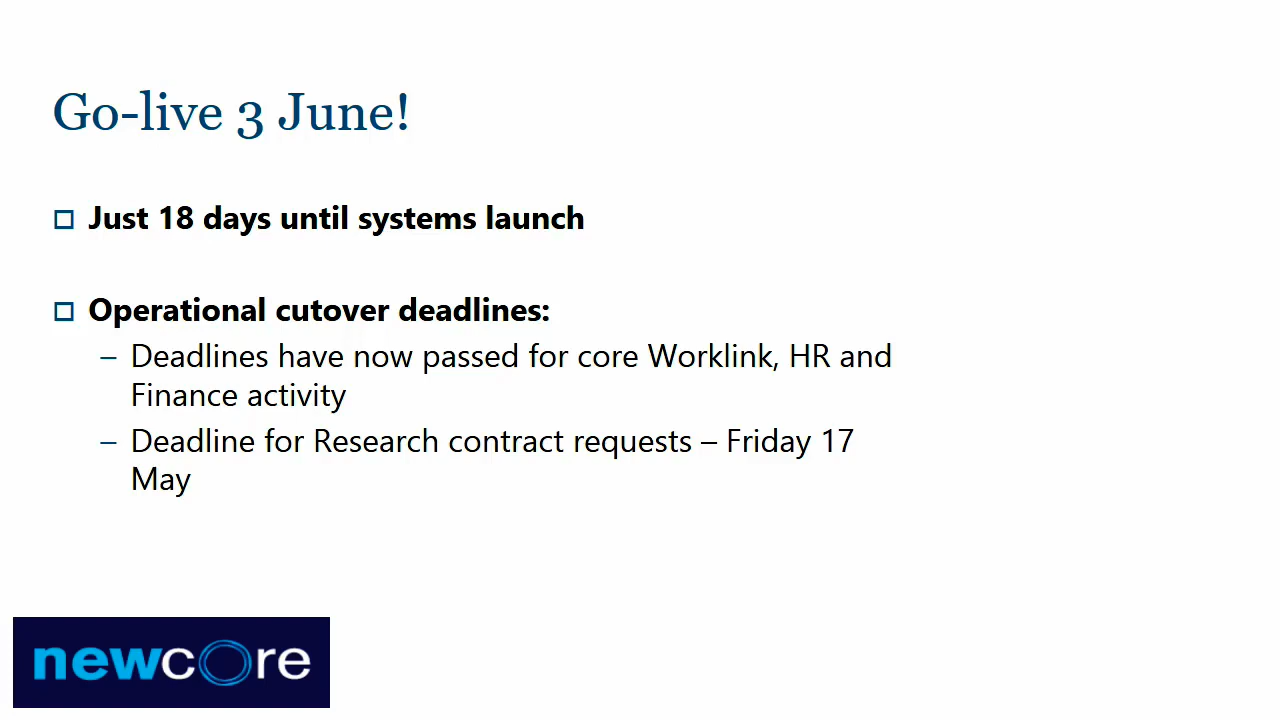 Go-live 3 June!
Just 18 days until systems launch
Operational cutover deadlines:
– Deadlines have now passed for core Worklink, HR and
Finance activity
– Deadline for Research contract requests – Friday 17
May
newcore